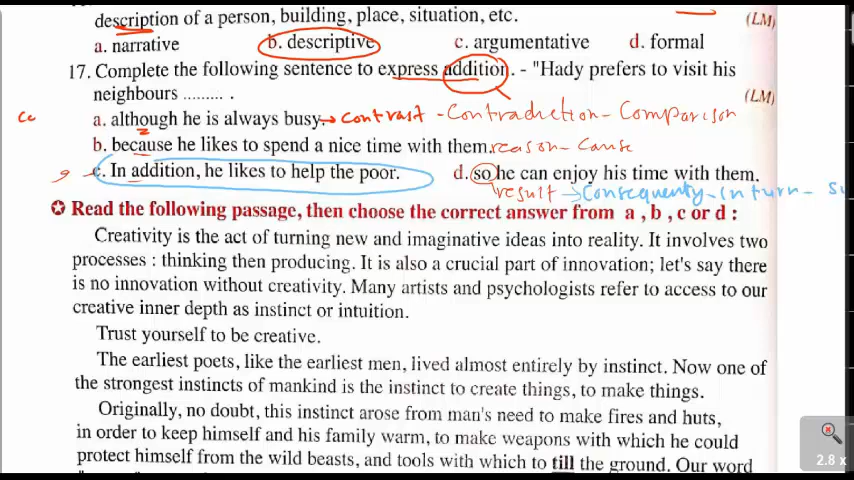 description of a person, building, place, situation, etc.
(LM)
a. narrative b. descriptive c. argumentative d. formal
17. Complete the following sentence to express addition. - "Hady prefers to visit his
neighbours ......... .
(LM)
a. although he is always busy. → contrast - Contradiction - Comparison
b. because he likes to spend a nice time with them. reason - Cause
c. In addition, he likes to help the poor. d. so he can enjoy his time with them.
result → Consequently - in turn -
✪ Read the following passage, then choose the correct answer from a , b , c or d :
Creativity is the act of turning new and imaginative ideas into reality. It involves two
processes : thinking then producing. It is also a crucial part of innovation; let's say there
is no innovation without creativity. Many artists and psychologists refer to access to our
creative inner depth as instinct or intuition.
Trust yourself to be creative.
The earliest poets, like the earliest men, lived almost entirely by instinct. Now one of
the strongest instincts of mankind is the instinct to create things, to make things.
Originally, no doubt, this instinct arose from man's need to make fires and huts,
in order to keep himself and his family warm, to make weapons with which he could
protect himself from the wild beasts, and tools with which to till the ground. Our word
2.8 x